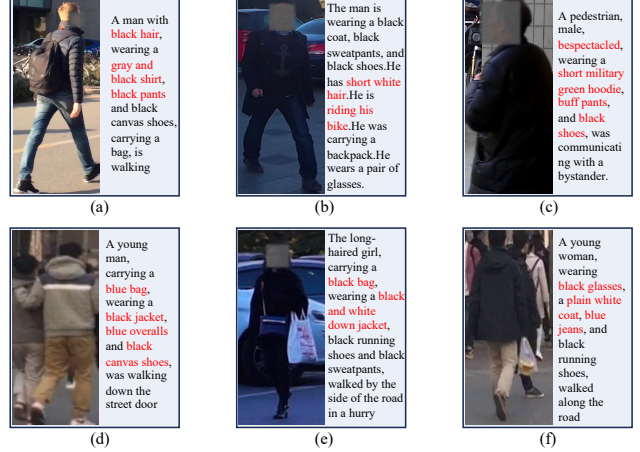 A man with
black hair,
wearing a
gray and
black shirt,
black pants
and black
canvas shoes,
carrying a
bag, is
walking
(a)
The man is
wearing a black
coat, black
sweatpants, and
black shoes.He
has short white
hair.He is
riding his
bike.He was
carrying a
backpack.He
wears a pair of
glasses.
(b)
A pedestrian,
male,
bespectacled,
wearing a
short military
green hoodie,
buff pants,
and black
shoes, was
communicati
ng with a
bystander.
(c)
A young
man,
carrying a
blue bag,
wearing a
black jacket,
blue overalls
and black
canvas shoes,
was walking
down the
street door
(d)
The long-
haired girl,
carrying a
black bag,
wearing a black
and white
down jacket,
black running
shoes and black
sweatpants,
walked by the
side of the road
in a hurry
(e)
A young
woman,
wearing
black glasses,
a plain white
coat, blue
jeans, and
black
running
shoes,
walked
along the
road
(f)